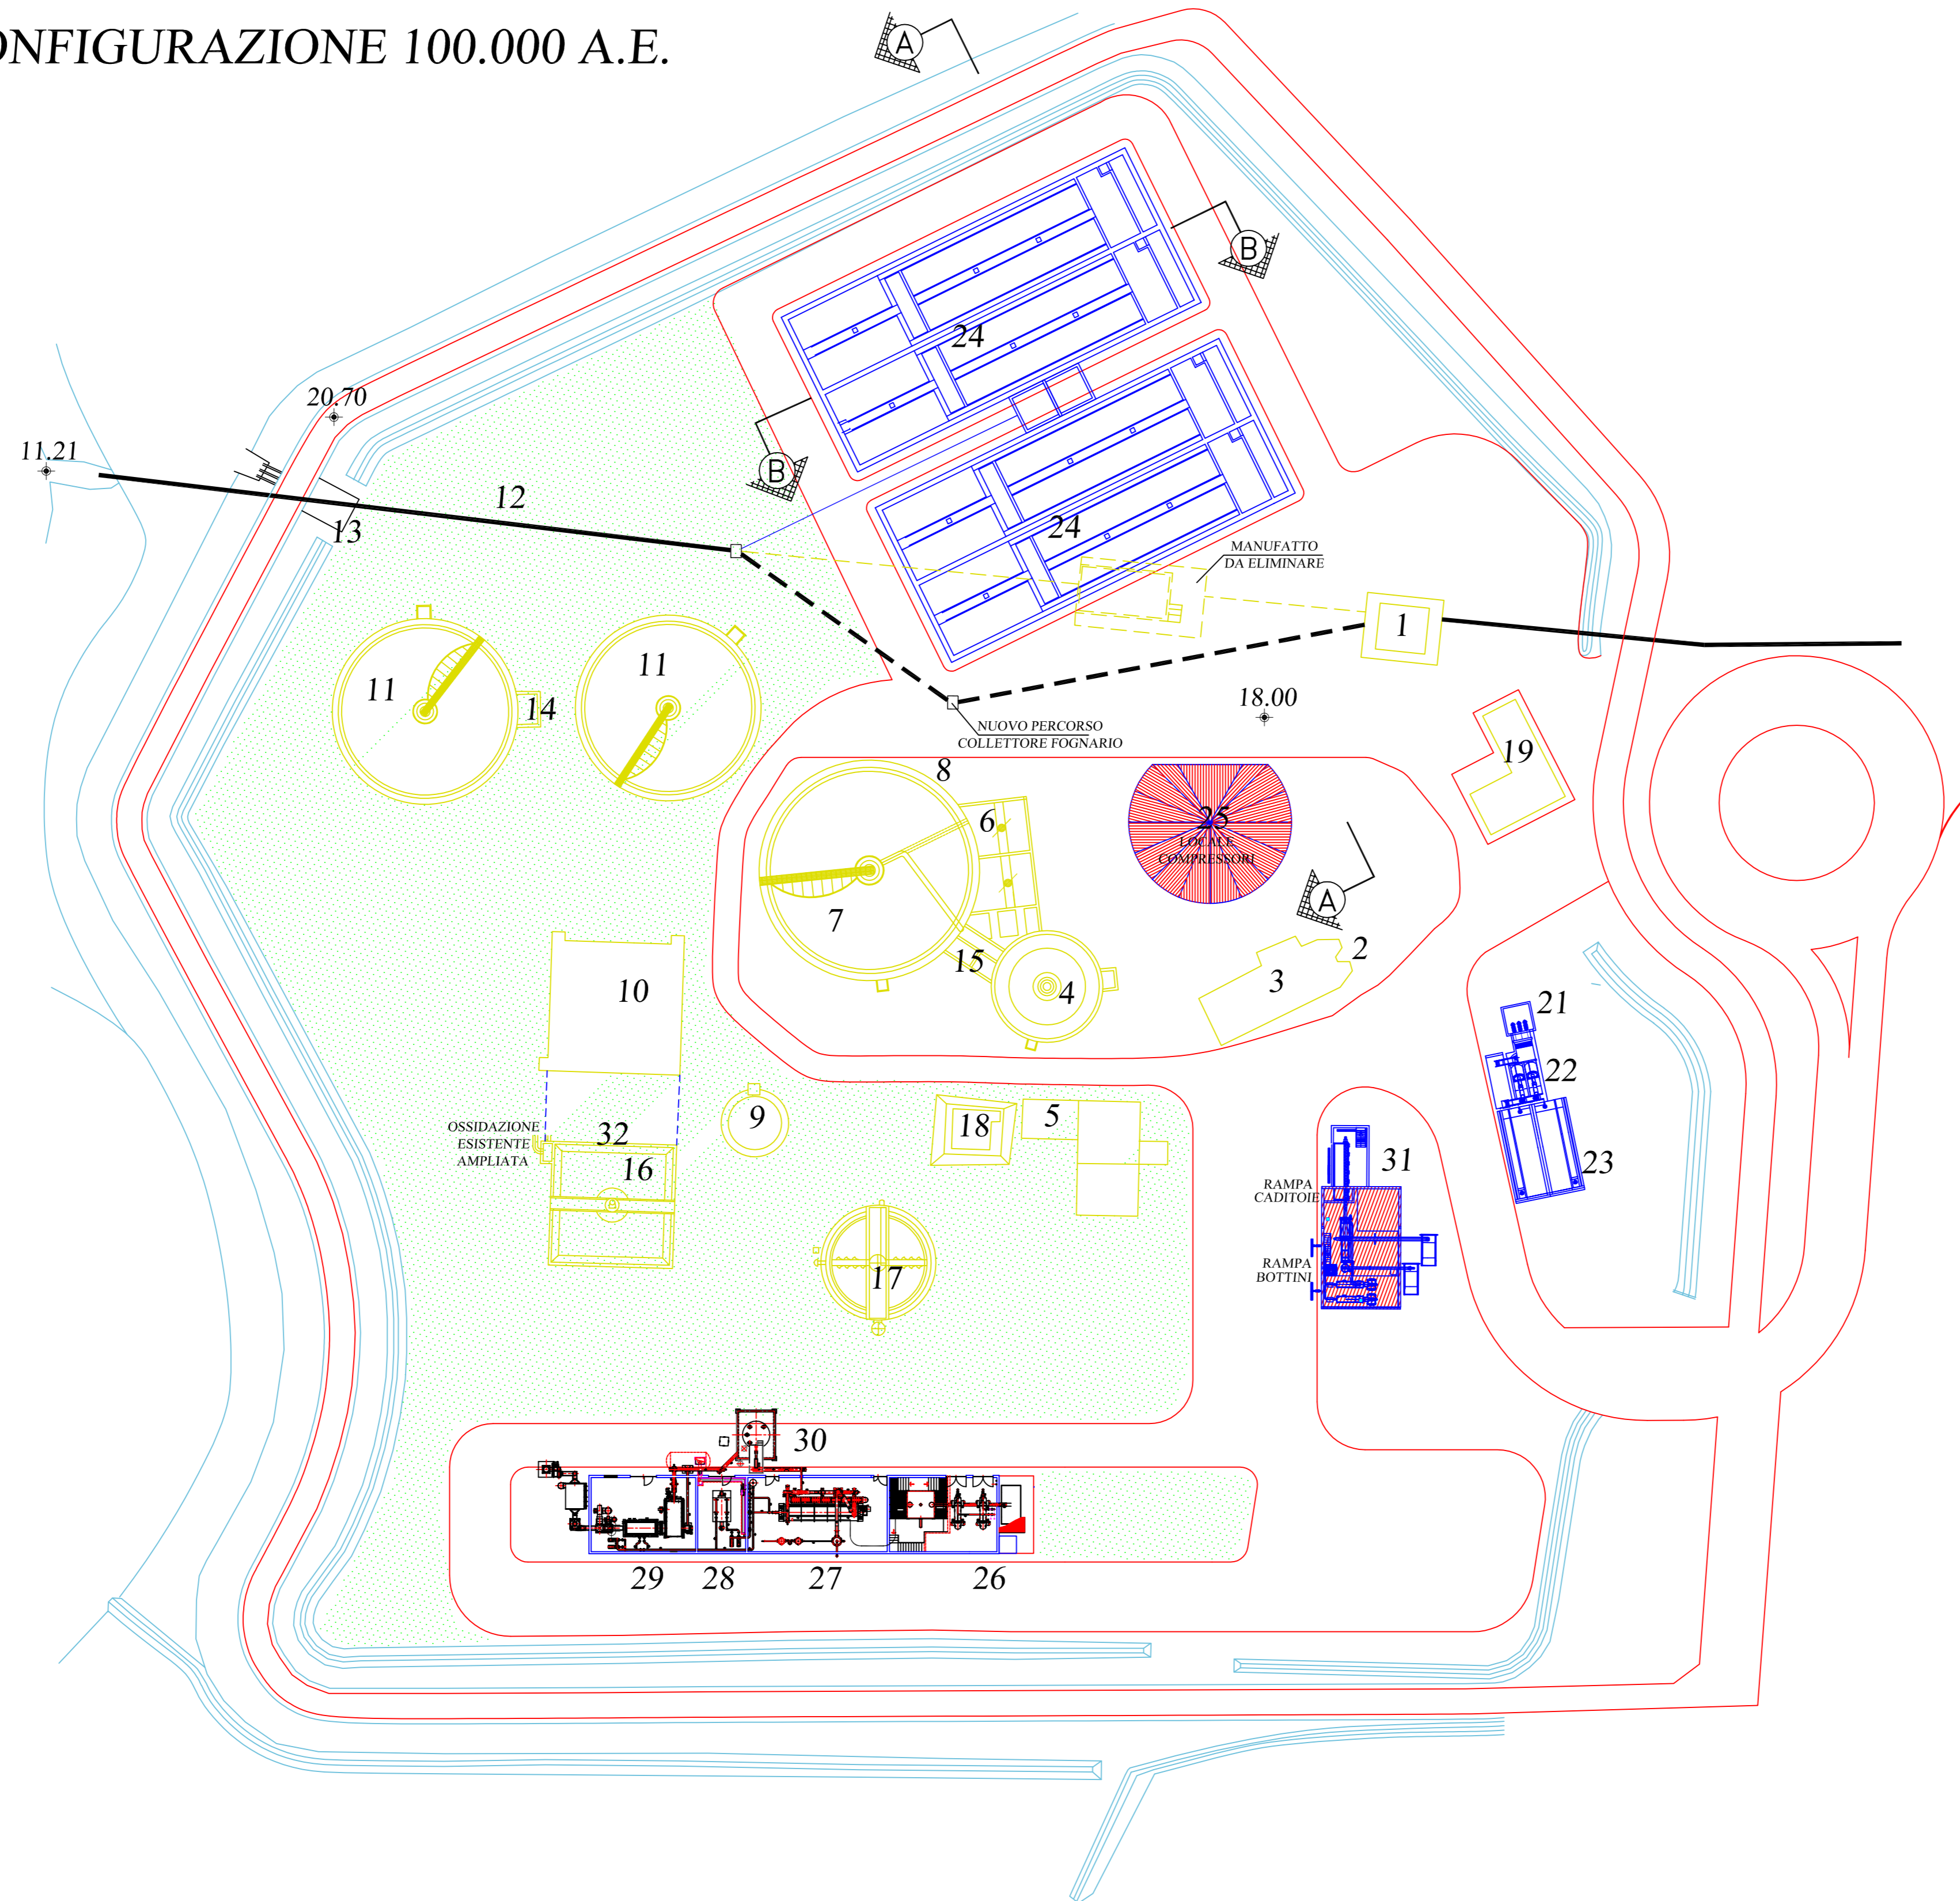 ONFIGURAZIONE 100.000 A.E.
A
B
24
20.70
11.21
B
12
24
13
MANUFATTO
DA ELIMINARE
1
11
11
14
18.00
NUOVO PERCORSO
COLLETTORE FOGNARIO
19
8
6
25
LOCALE
COMPRESSORI
A
7
15
2
3
4
10
21
22
9
18
5
OSSIDAZIONE
ESISTENTE
AMPLIATA
32
16
31
23
RAMPA
CADITOIE
RAMPA
BOTTINI
17
30
29
28
27
26